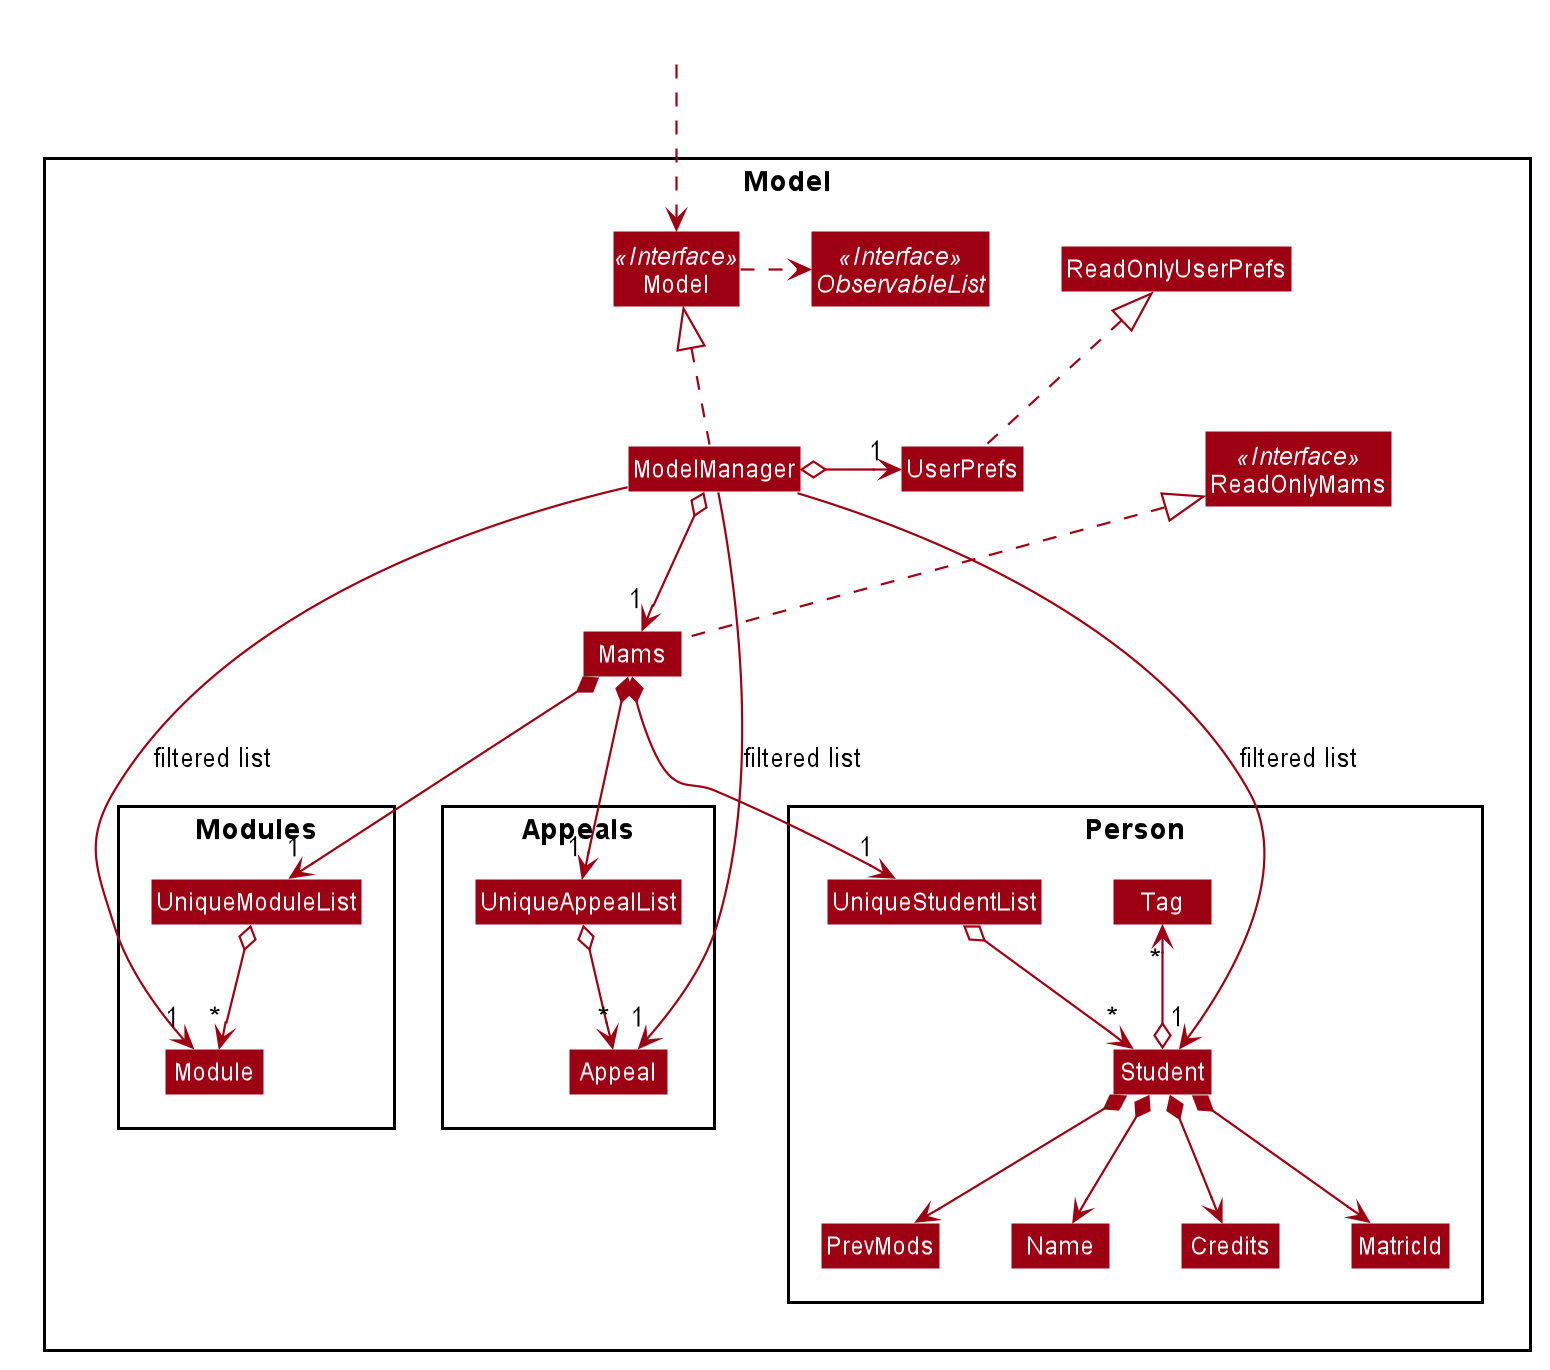 Model
«Interface»
Model
«Interface»
ObservableList
ReadOnlyUserPrefs
ModelManager
1
UserPrefs
«Interface»
ReadOnlyMams
1
Mams
filtered list
filtered list
filtered list
Modules
Appeals
Person
1
1
1
UniqueModuleList
UniqueAppealList
UniqueStudentList
Tag
*
1
*
*
1
*
1
Module
Appeal
Student
PrevMods
Name
Credits
MatricId